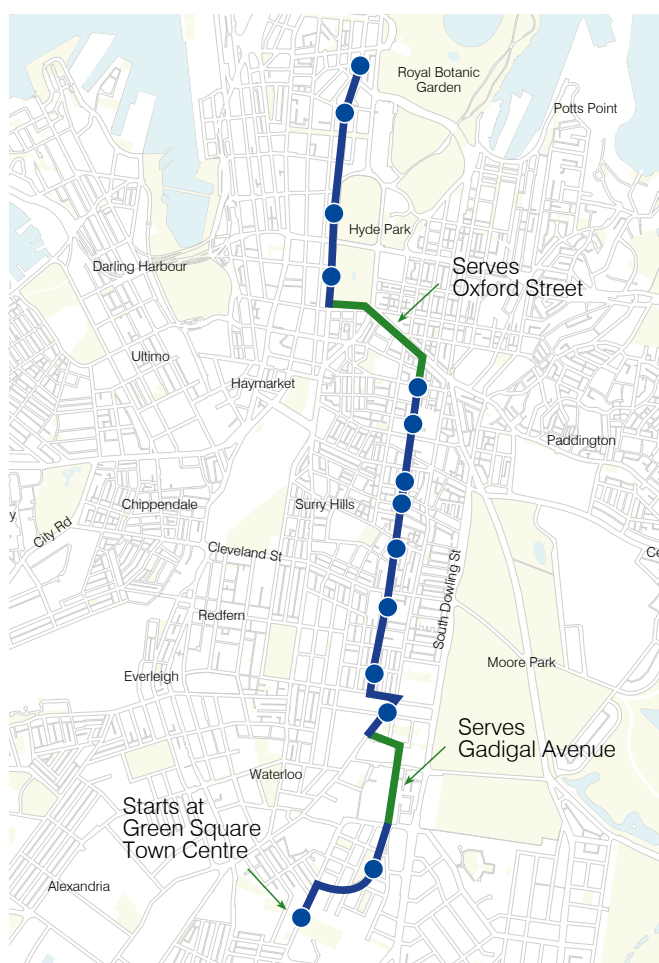 Royal Botanic
Garden
Potts Point
Hyde Park
Darling Harbour
Serves
Oxford Street
Ultimo
Haymarket
Paddington
Chippendale
Surry Hills
y
City Rd
Cleveland St
Ce
South Dowling St
Redfern
Moore Park
Everleigh
Serves
Gadigal Avenue
Waterloo
Starts at
Green Square
Town Centre
Alexandria